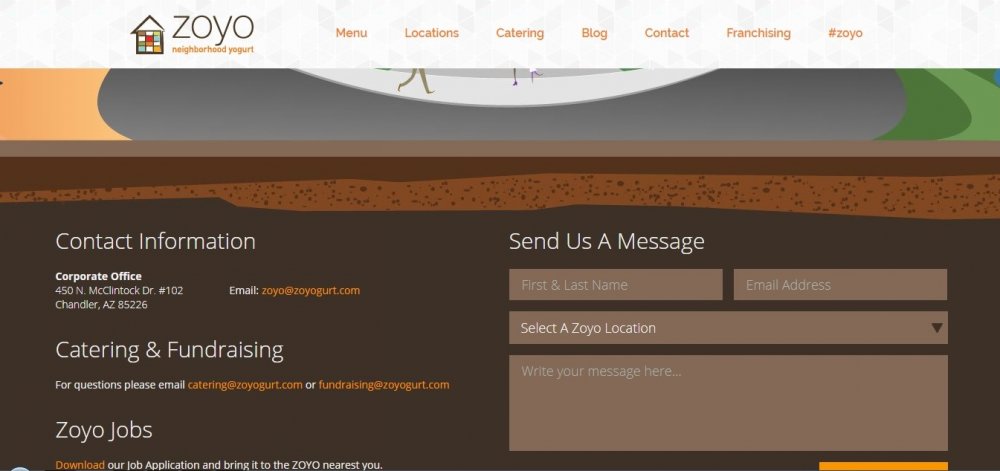 zoyo
neighborhood yogurt
Menu
Locations
Catering
Blog
Contact
Franchising
#zoyo
Contact Information
Corporate Office
450 N. McClintock Dr. #102
Chandler, AZ 85226
Email: zoyo@zoyogurt.com
Catering & Fundraising
For questions please email catering@zoyogurt.com or fundraising@zoyogurt.com
Zoyo Jobs
Download our Job Application and bring it to the ZOYO nearest you.
Send Us A Message
First & Last Name
Email Address
Select A Zoyo Location
Write your message here...